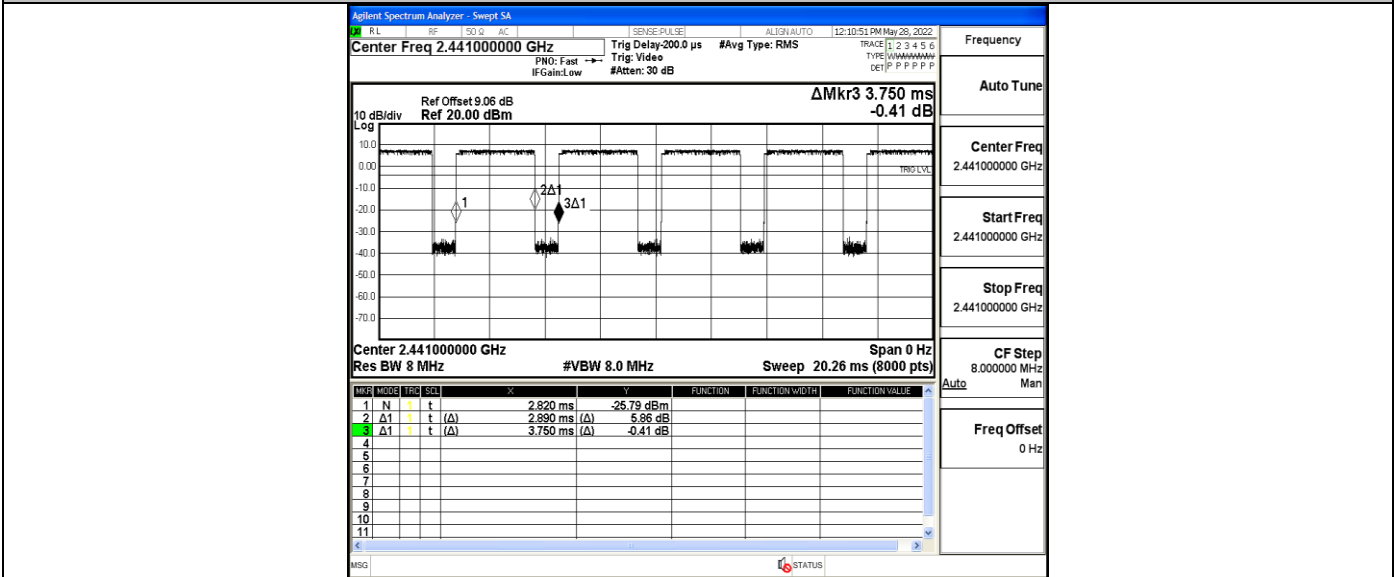 Agilent Spectrum Analyzer - Swept SA
LXI RL RF 50 Ω AC SENSE:PULSE ALIGN AUTO 12:10:51 PM May 28, 2022
Center Freq 2.441000000 GHz
PNO: Fast
IFGain:Low
Trig Delay-200.0 µs
Trig: Video
#Atten: 30 dB
#Avg Type: RMS
TRACE 1 2 3 4 5 6
TYPE WWWWWW
DET P P P P P P
Frequency
Auto Tune
Center Freq
2.441000000 GHz
Start Freq
2.441000000 GHz
Stop Freq
2.441000000 GHz
CF Step
8.000000 MHz
Auto Man
Freq Offset
0 Hz
ΔMkr3 3.750 ms
-0.41 dB
Ref Offset 9.06 dB
10 dB/div Ref 20.00 dBm
Log
10.0
0.00
-10.0
-20.0
-30.0
-40.0
-50.0
-60.0
-70.0
TRIG LVL
1
2Δ1
3Δ1
Center 2.441000000 GHz Span 0 Hz
Res BW 8 MHz #VBW 8.0 MHz Sweep 20.26 ms (8000 pts)
MKR MODE TRC SCL X Y FUNCTION FUNCTION WIDTH FUNCTION VALUE
1 N 1 t 2.820 ms -25.79 dBm
2 Δ1 1 t (Δ) 2.890 ms (Δ) 5.86 dB
3 Δ1 1 t (Δ) 3.750 ms (Δ) -0.41 dB
4
5
6
7
8
9
10
11
MSG STATUS